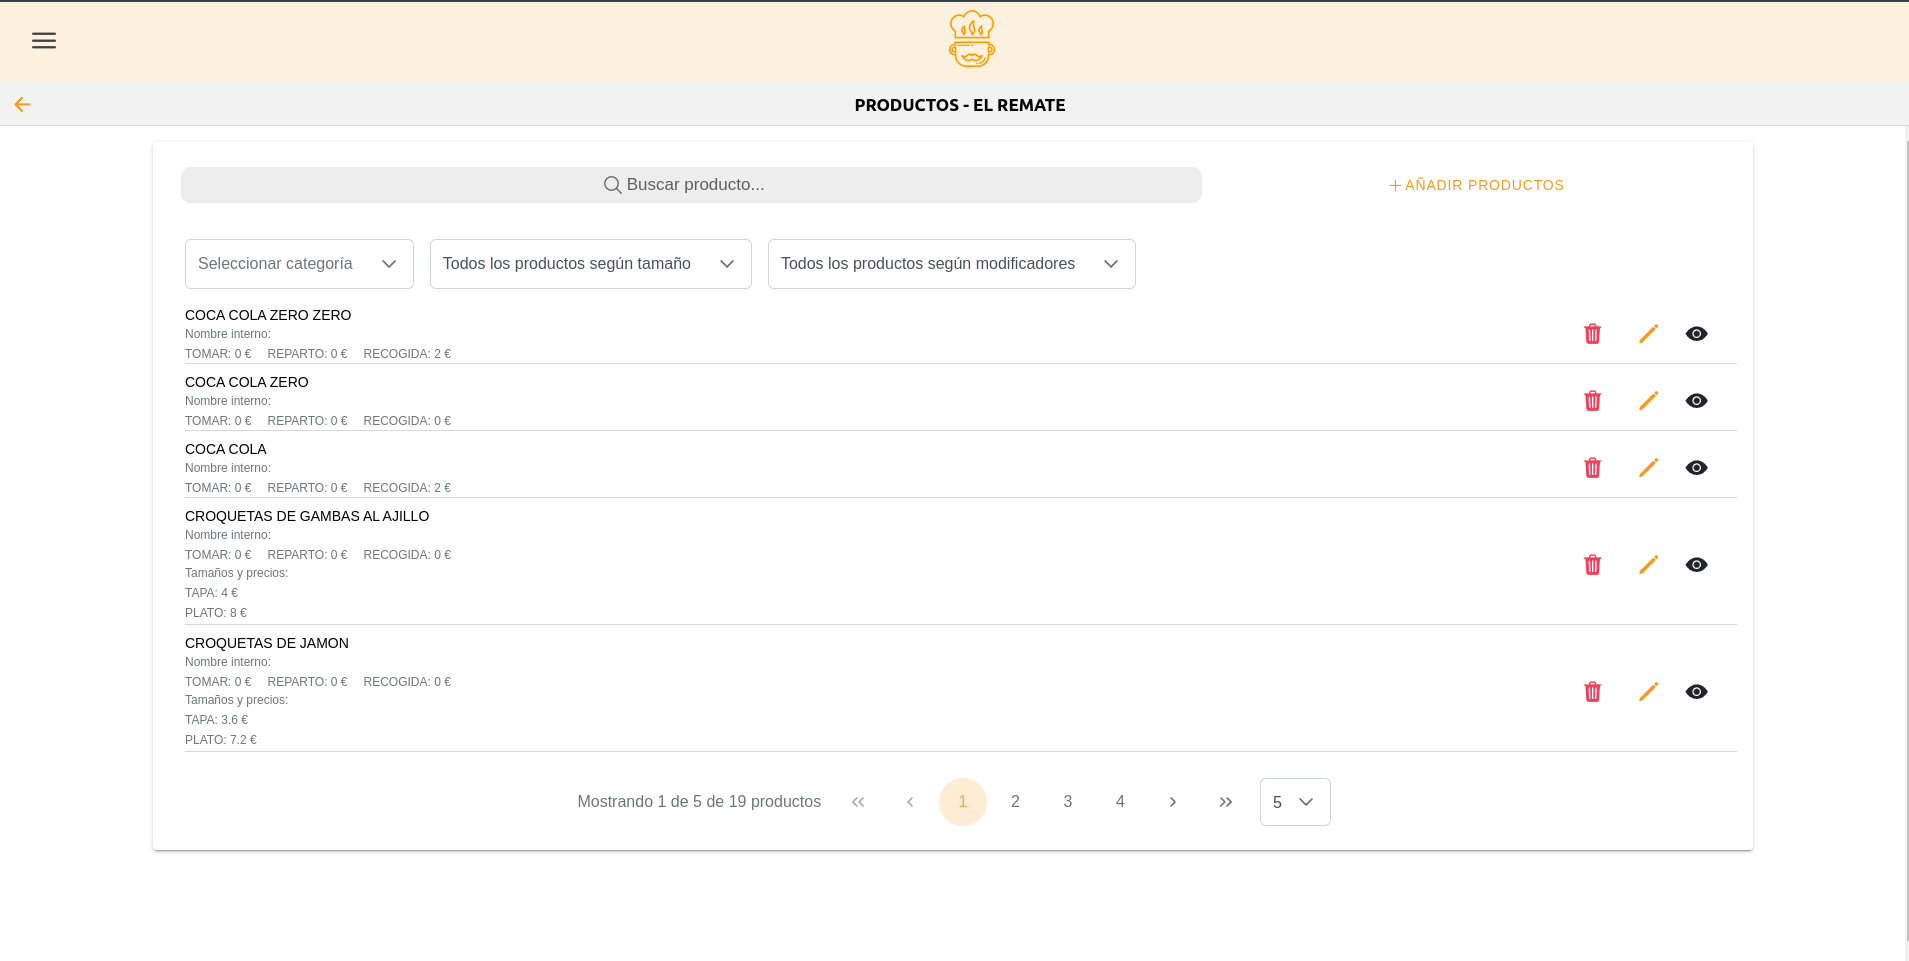 PRODUCTOS - EL REMATE
Buscar producto...
AÑADIR PRODUCTOS
Seleccionar categoría
Todos los productos según tamaño
Todos los productos según modificadores
COCA COLA ZERO ZERO
Nombre interno:
TOMAR: 0 € REPARTO: 0 € RECOGIDA: 2 €
COCA COLA ZERO
Nombre interno:
TOMAR: 0 € REPARTO: 0 € RECOGIDA: 0 €
COCA COLA
Nombre interno:
TOMAR: 0 € REPARTO: 0 € RECOGIDA: 2 €
CROQUETAS DE GAMBAS AL AJILLO
Nombre interno:
TOMAR: 0 € REPARTO: 0 € RECOGIDA: 0 €
Tamaños y precios:
TAPA: 4 €
PLATO: 8 €
CROQUETAS DE JAMON
Nombre interno:
TOMAR: 0 € REPARTO: 0 € RECOGIDA: 0 €
Tamaños y precios:
TAPA: 3.6 €
PLATO: 7.2 €
Mostrando 1 de 5 de 19 productos 1 2 3 4 5